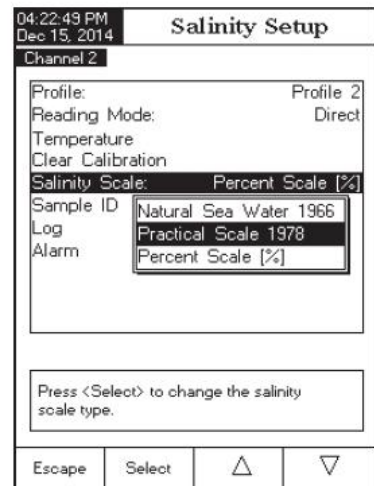 04:22:49 PM
Dec 15, 2014
Salinity Setup
Channel 2
Profile: Profile 2
Reading Mode: Direct
Temperature
Clear Calibration
Salinity Scale: Percent Scale [%]
Sample ID
Natural Sea Water 1966
Log
Practical Scale 1978
Alarm
Percent Scale [%]
Press <Select> to change the salinity
scale type.
Escape Select △ ▽